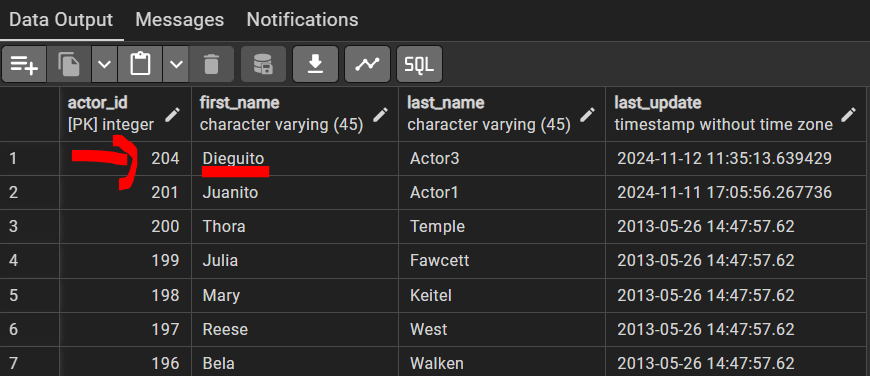 Data Output Messages Notifications
SQL
actor_id first_name last_name last_update
[PK] integer character varying (45) character varying (45) timestamp without time zone
1 204 Dieguito Actor3 2024-11-12 11:35:13.639429
2 201 Juanito Actor1 2024-11-11 17:05:56.267736
3 200 Thora Temple 2013-05-26 14:47:57.62
4 199 Julia Fawcett 2013-05-26 14:47:57.62
5 198 Mary Keitel 2013-05-26 14:47:57.62
6 197 Reese West 2013-05-26 14:47:57.62
7 196 Bela Walken 2013-05-26 14:47:57.62